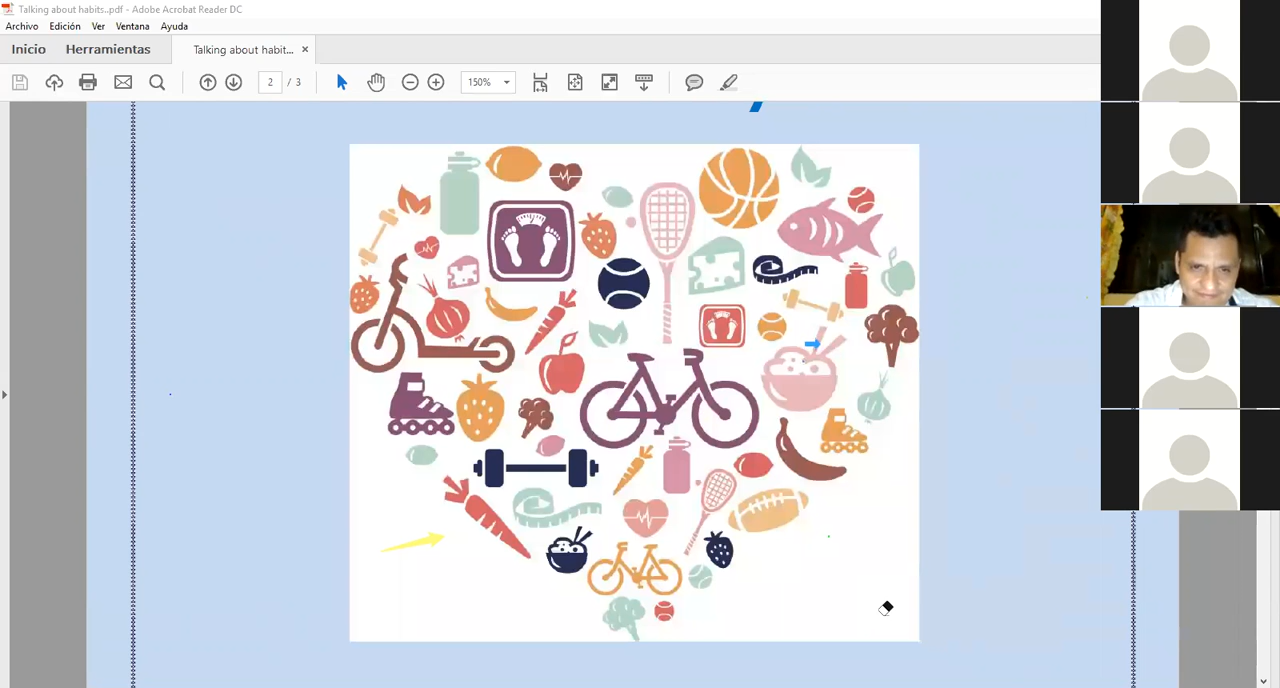 Talking about habits..pdf - Adobe Acrobat Reader DC
Archivo Edición Ver Ventana Ayuda
Inicio Herramientas Talking about habit... ×
2 / 3 150%